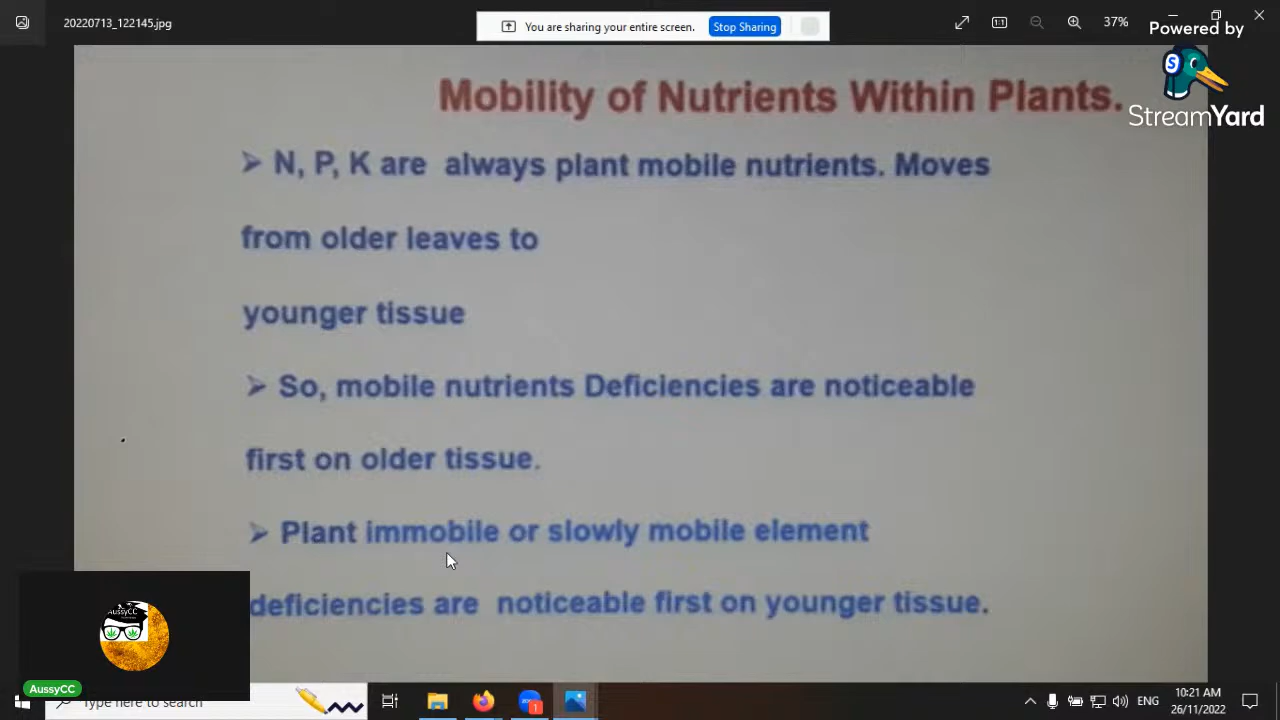 20220713_122145.jpg
You are sharing your entire screen.
Stop Sharing
37%
Powered by
StreamYard
Mobility of Nutrients Within Plants.
➢ N, P, K are always plant mobile nutrients. Moves
from older leaves to
younger tissue
➢ So, mobile nutrients Deficiencies are noticeable
first on older tissue.
➢ Plant immobile or slowly mobile element
deficiencies are noticeable first on younger tissue.
AussyCC
AussyCC
Type here to search
ENG
10:21 AM
26/11/2022